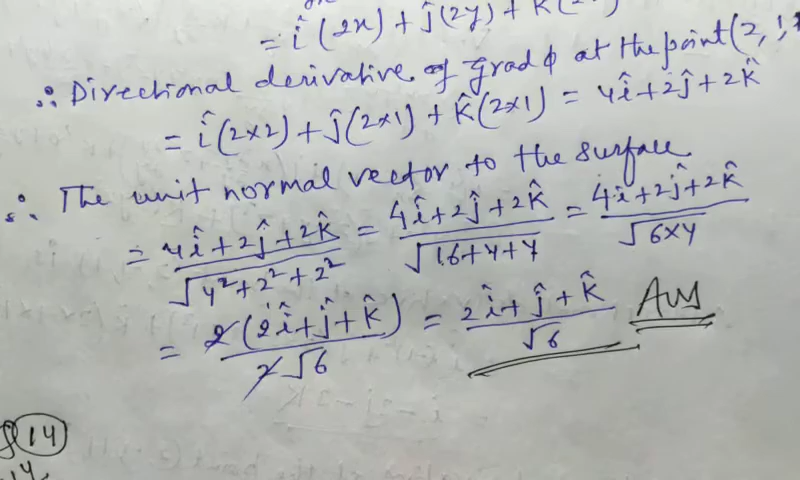 = î(2x) + ĵ(2y) + k̂(2
∴ Directional derivative of grad ϕ at the point (2, 1,
= î(2×2) + ĵ(2×1) + k̂(2×1) = 4î+2ĵ+2k̂
∴ The unit normal vector to the surface
= (4î+2ĵ+2k̂)/√(4²+2²+2²) = (4î+2ĵ+2k̂)/√(16+4+4) = (4î+2ĵ+2k̂)/√(6×4)
= 2(2î+ĵ+k̂)/2√6 = (2î+ĵ+k̂)/√6 Ans
14
14.